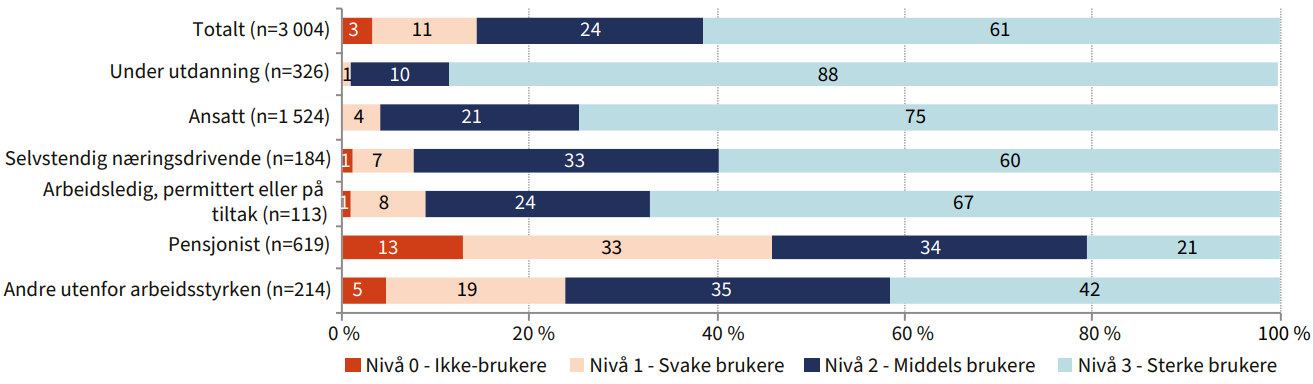 Totalt (n=3 004) 3 11 24 61
Under utdanning (n=326) 1 10 88
Ansatt (n=1 524) 4 21 75
Selvstendig næringsdrivende (n=184) 1 7 33 60
Arbeidsledig, permittert eller på
tiltak (n=113) 1 8 24 67
Pensjonist (n=619) 13 33 34 21
Andre utenfor arbeidsstyrken (n=214) 5 19 35 42
0 % 20 % 40 % 60 % 80 % 100 %
Nivå 0 - Ikke-brukere Nivå 1 - Svake brukere Nivå 2 - Middels brukere Nivå 3 - Sterke brukere